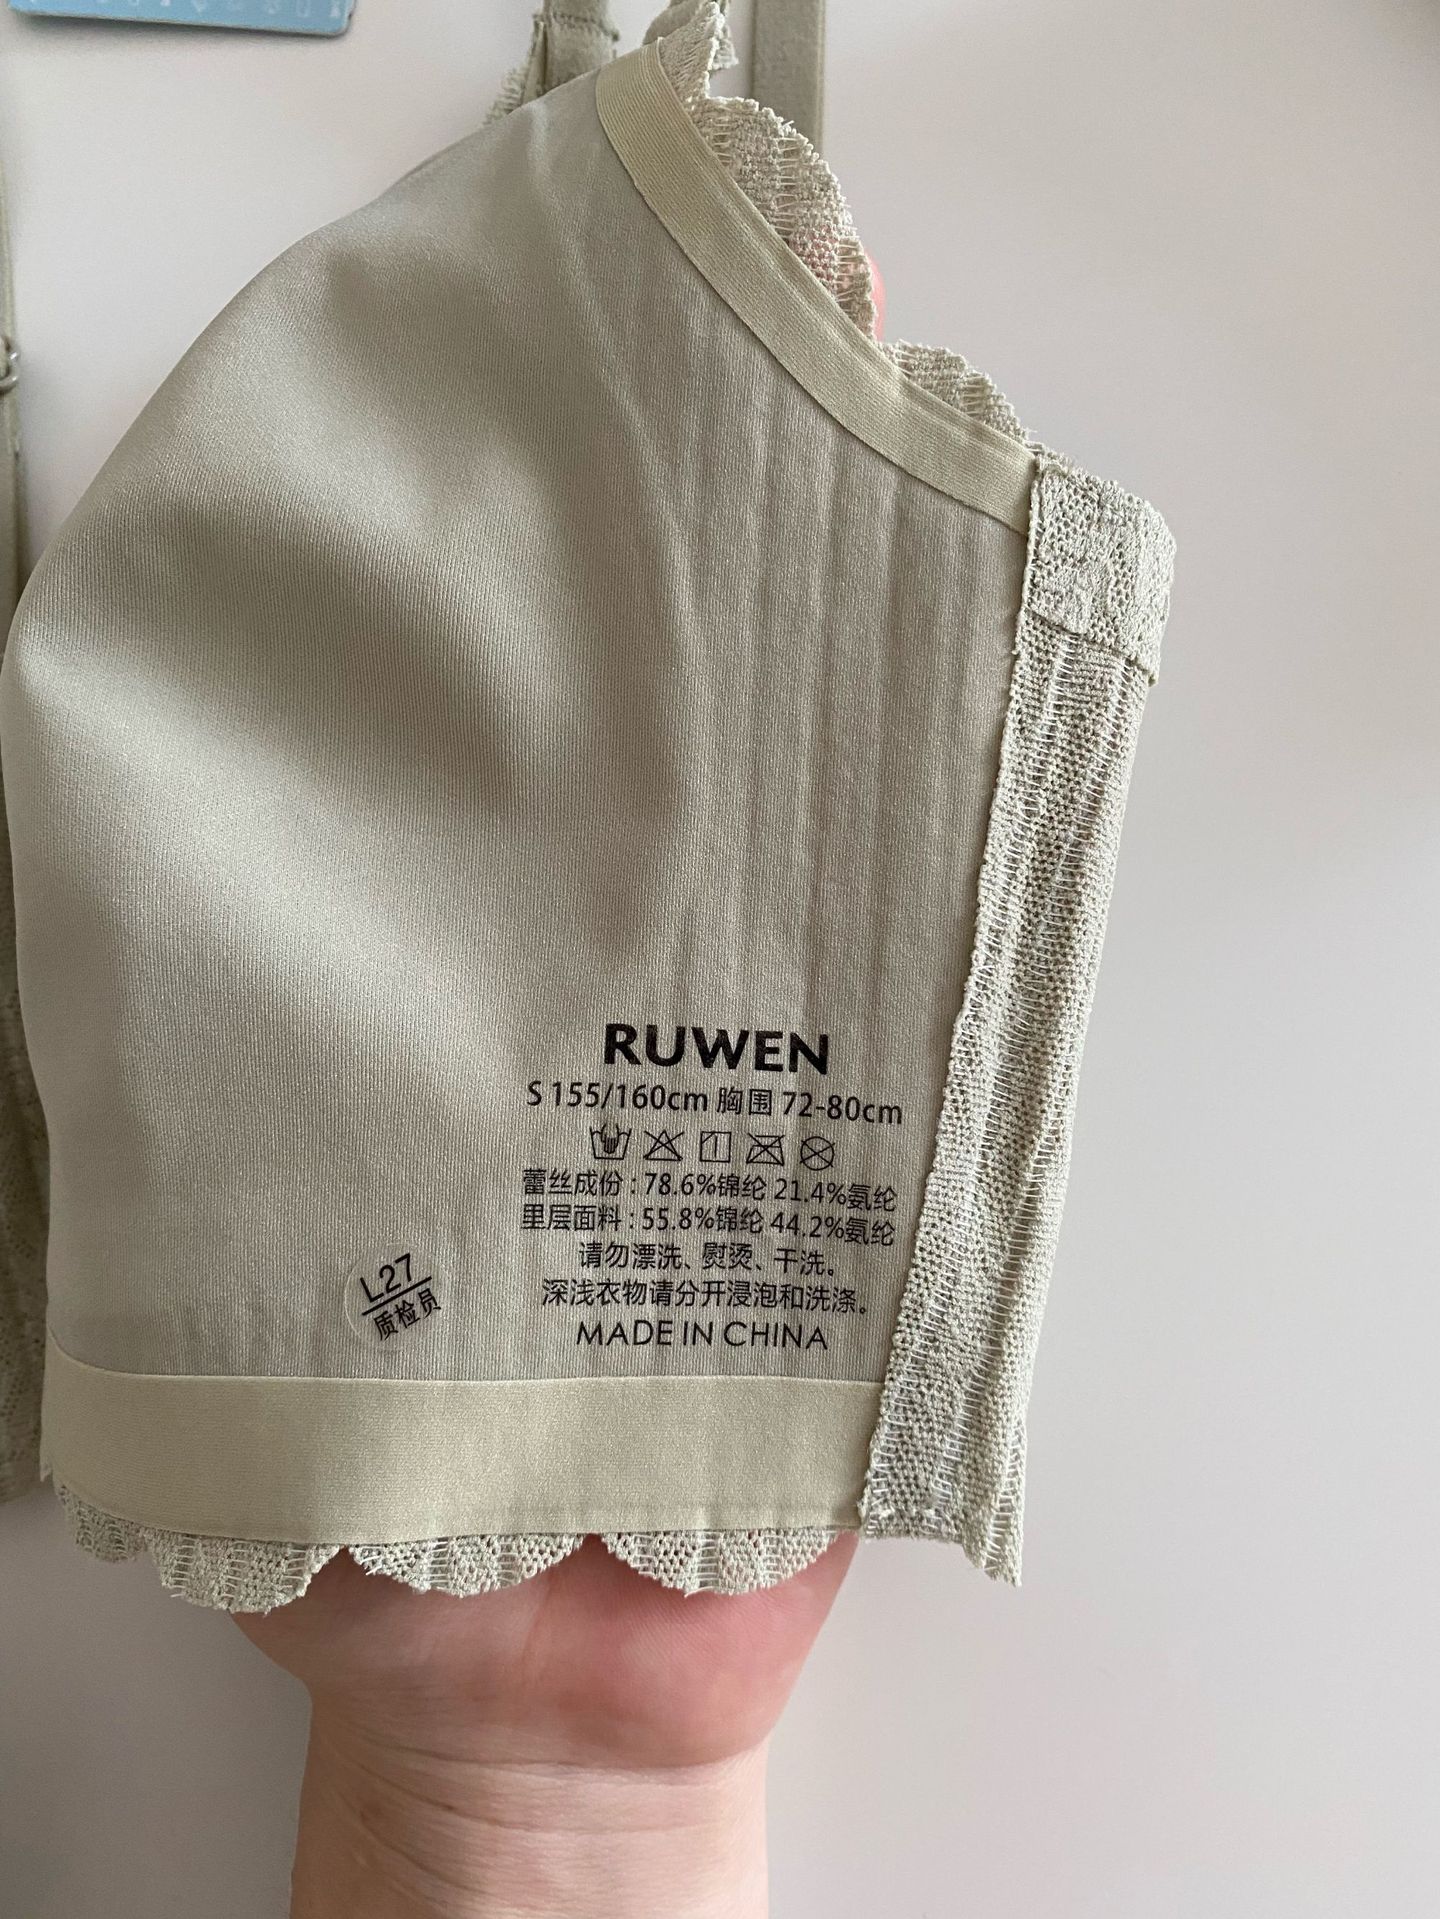 RUWEN
S 155/160cm 胸围 72-80cm
蕾丝成份:78.6%锦纶 21.4%氨纶
里层面料:55.8%锦纶 44.2%氨纶
请勿漂洗、熨烫、干洗。
深浅衣物请分开浸泡和洗涤。
MADE IN CHINA
L27
质检员